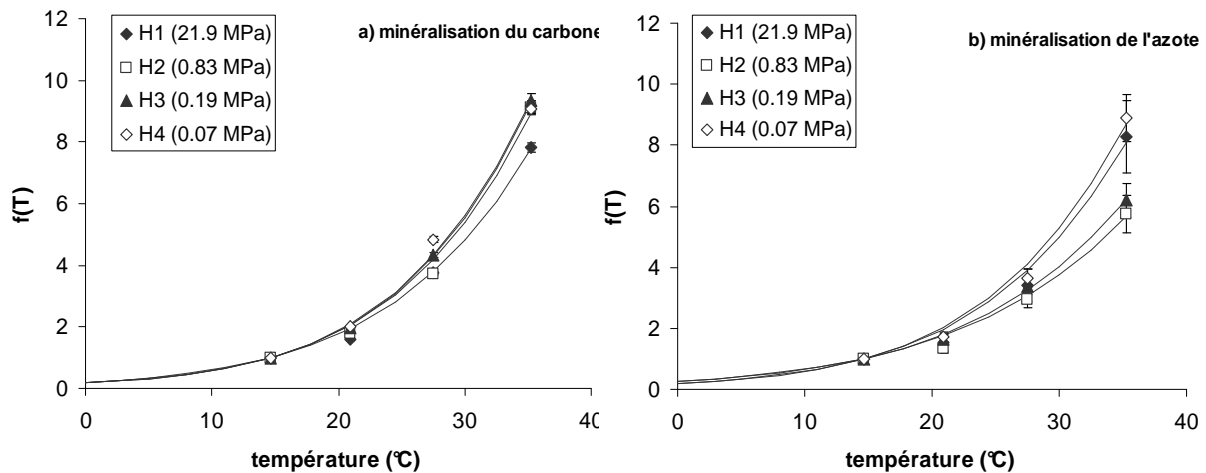 a) minéralisation du carbone
H1 (21.9 MPa)
H2 (0.83 MPa)
H3 (0.19 MPa)
H4 (0.07 MPa)
12
10
8
6
4
2
0
f(T)
0 10 20 30 40
température (°C)
b) minéralisation de l'azote
H1 (21.9 MPa)
H2 (0.83 MPa)
H3 (0.19 MPa)
H4 (0.07 MPa)
12
10
8
6
4
2
0
f(T)
0 10 20 30 40
température (°C)